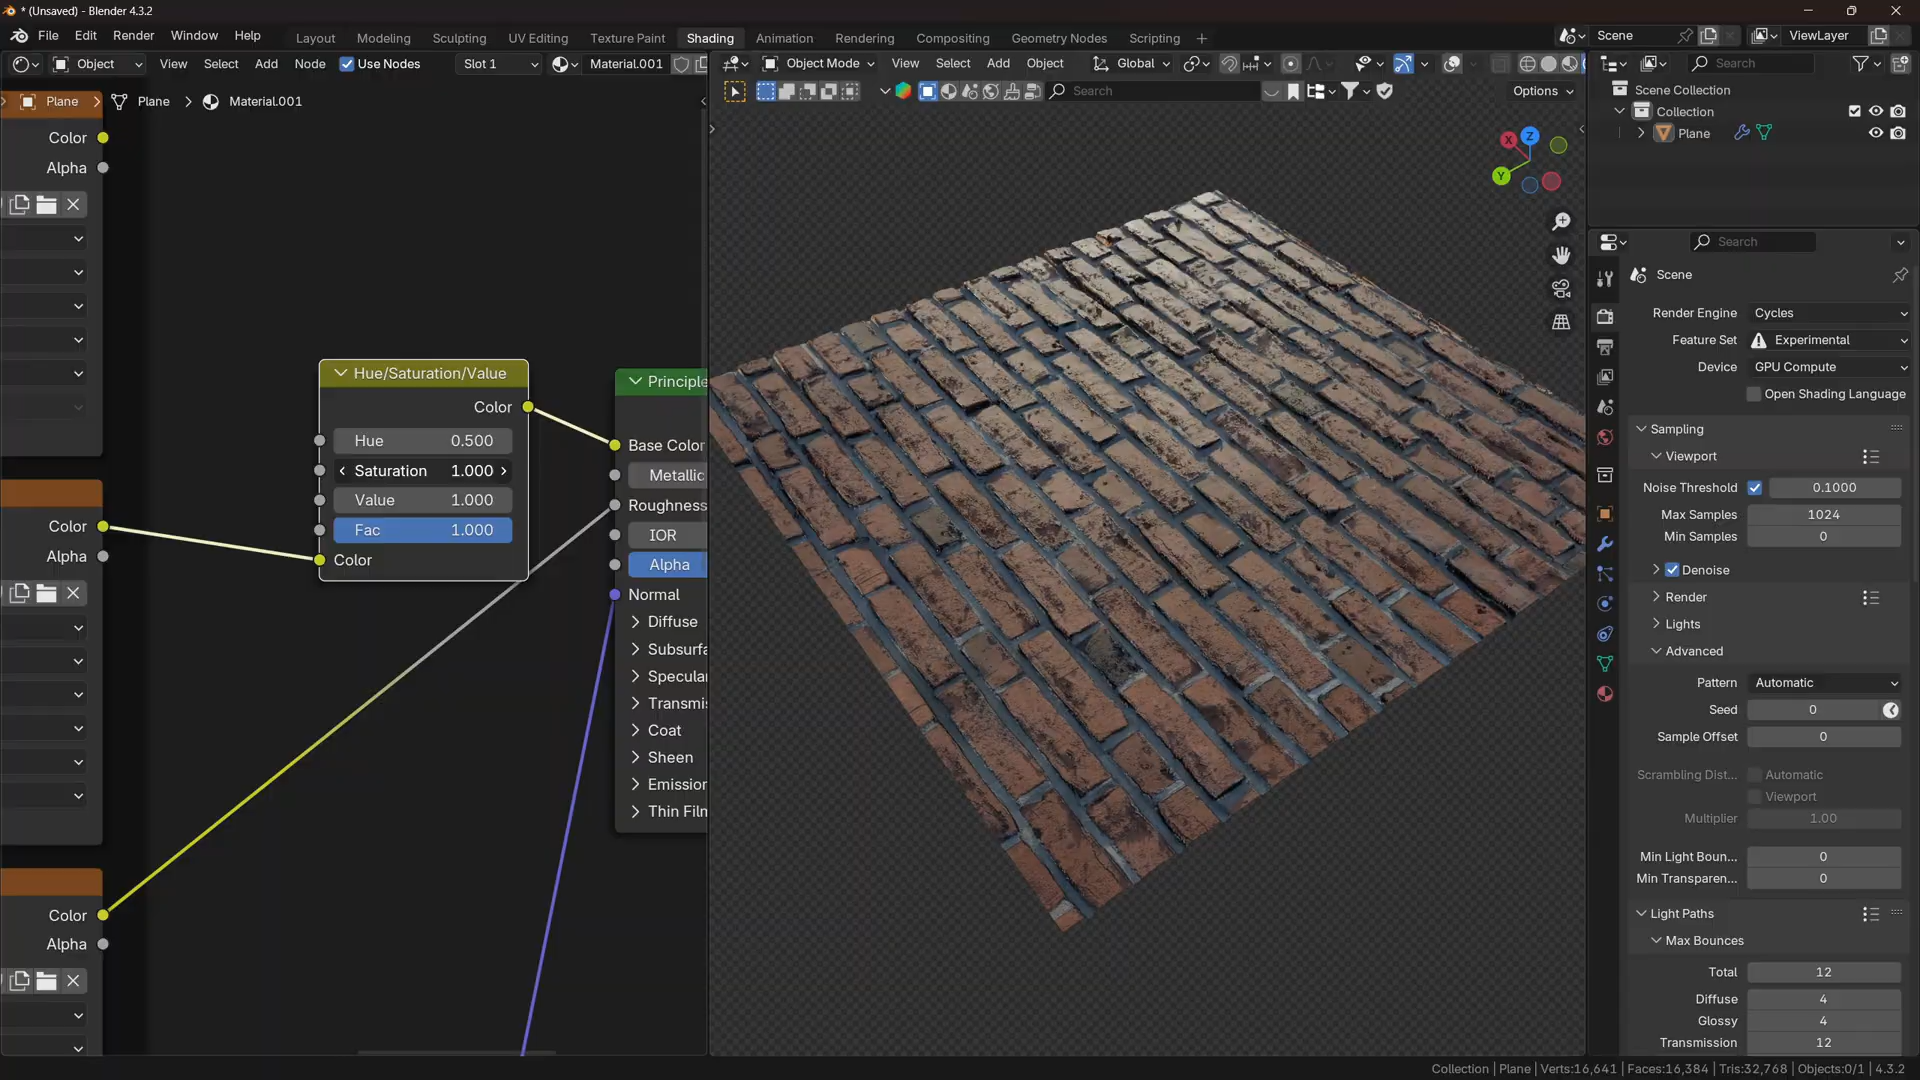 * (Unsaved) - Blender 4.3.2
File Edit Render Window Help
Layout Modeling Sculpting UV Editing Texture Paint Shading Animation Rendering Compositing Geometry Nodes Scripting +
Scene
ViewLayer
Object View Select Add Node Use Nodes Slot 1 Material.001
Object Mode View Select Add Object Global
Search
Options
Plane Plane Material.001
Color
Alpha
Color
Alpha
Color
Alpha
Hue/Saturation/Value
Color
Hue 0.500
Saturation 1.000
Value 1.000
Fac 1.000
Color
Principle
Base Color
Metallic
Roughness
IOR
Alpha
Normal
Diffuse
Subsurfa
Specular
Transmis
Coat
Sheen
Emission
Thin Film
X
Y
Z
Search
Scene Collection
Collection
Plane
Search
Scene
Render Engine Cycles
Feature Set Experimental
Device GPU Compute
Open Shading Language
Sampling
Viewport
Noise Threshold 0.1000
Max Samples 1024
Min Samples 0
Denoise
Render
Lights
Advanced
Pattern Automatic
Seed 0
Sample Offset 0
Scrambling Dist... Automatic
Viewport
Multiplier 1.00
Min Light Boun... 0
Min Transparen... 0
Light Paths
Max Bounces
Total 12
Diffuse 4
Glossy 4
Transmission 12
Collection | Plane | Verts:16,641 | Faces:16,384 | Tris:32,768 | Objects:0/1 | 4.3.2